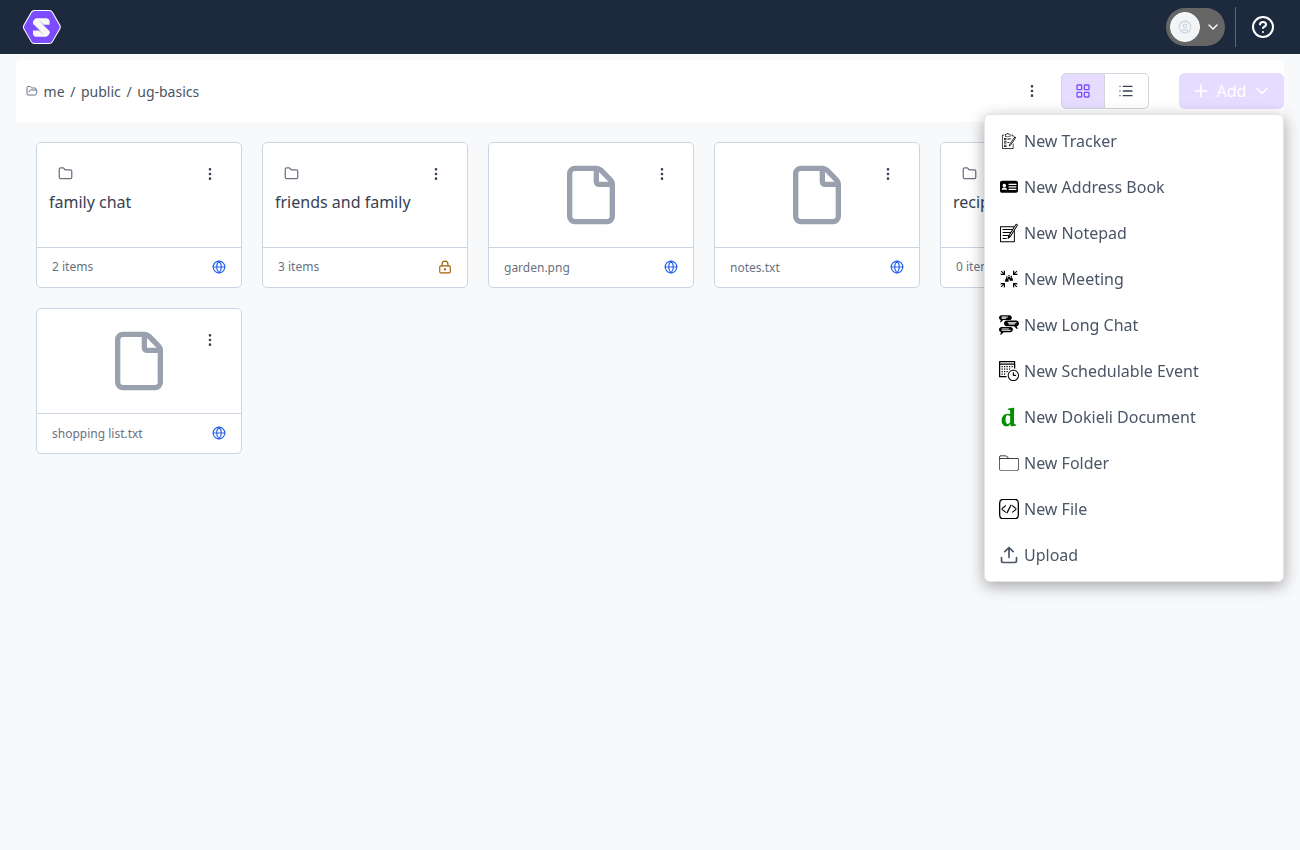 me / public / ug-basics
Add
New Tracker
New Address Book
New Notepad
New Meeting
New Long Chat
New Schedulable Event
New Dokieli Document
New Folder
New File
Upload
family chat
2 items
friends and family
3 items
garden.png
notes.txt
recip
0 iter
shopping list.txt